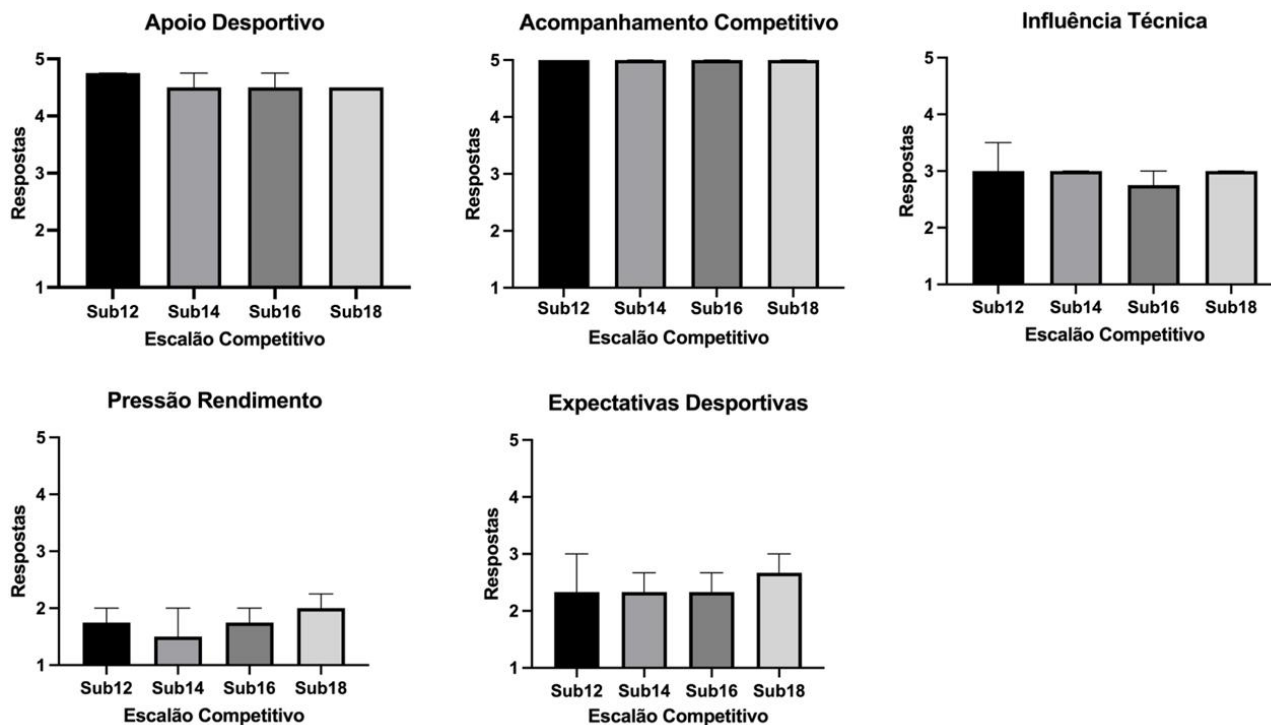 Apoio Desportivo
5
4
3
2
1
Respostas
Sub12 Sub14 Sub16 Sub18
Escalão Competitivo
Acompanhamento Competitivo
5
4
3
2
1
Respostas
Sub12 Sub14 Sub16 Sub18
Escalão Competitivo
Influência Técnica
5
4
3
2
1
Respostas
Sub12 Sub14 Sub16 Sub18
Escalão Competitivo
Pressão Rendimento
5
4
3
2
1
Respostas
Sub12 Sub14 Sub16 Sub18
Escalão Competitivo
Expectativas Desportivas
5
4
3
2
1
Respostas
Sub12 Sub14 Sub16 Sub18
Escalão Competitivo